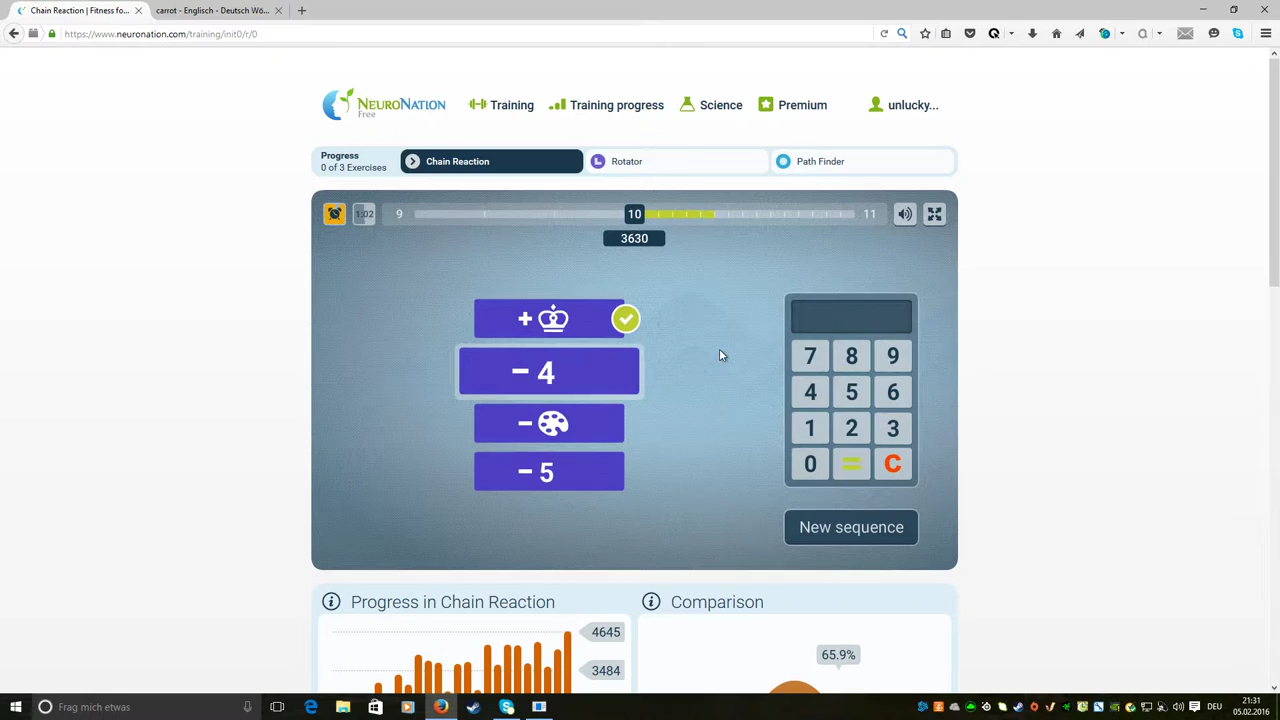 Chain Reaction | Fitness fo...
carrot - Englisch - Deutsch Wö...
https://www.neuronation.com/training/init0/r/0
NEURONATION
Free
Training
Training progress
Science
Premium
unlucky...
Progress
0 of 3 Exercises
Chain Reaction
Rotator
Path Finder
1:02
9
10
11
3630
+
- 4
-
- 5
7 8 9
4 5 6
1 2 3
0 = C
New sequence
Progress in Chain Reaction
4645
3484
Comparison
65.9%
Frag mich etwas
DEU
21:31
05.02.2016